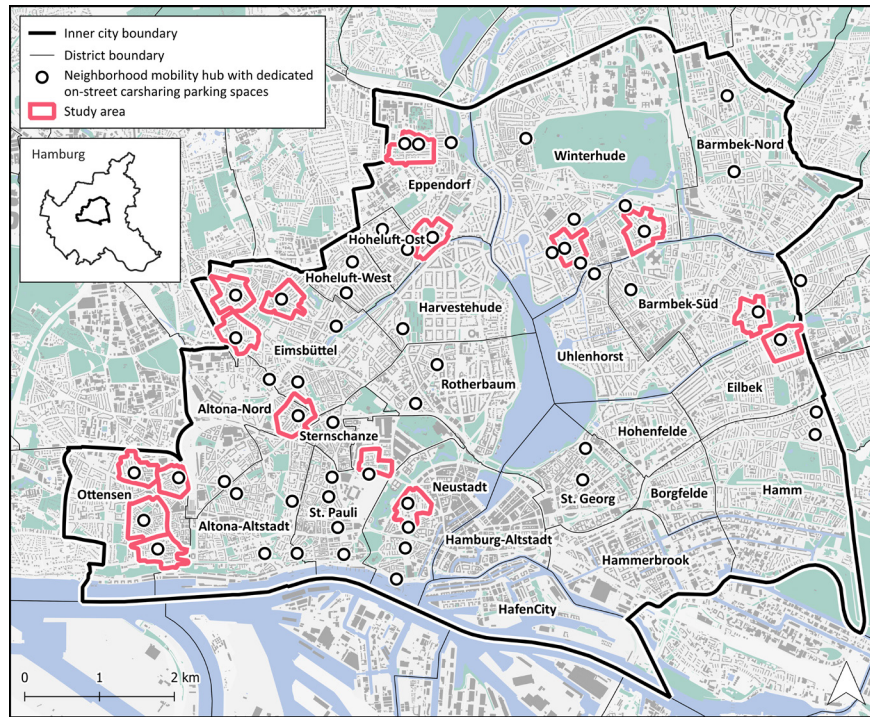 Inner city boundary
District boundary
Neighborhood mobility hub with dedicated
on-street carsharing parking spaces
Study area
Hamburg
Winterhude
Barmbek-Nord
Eppendorf
Hoheluft-Ost
Hoheluft-West
Harvestehude
Barmbek-Süd
Eimsbüttel
Uhlenhorst
Rotherbaum
Eilbek
Altona-Nord
Sternschanze
Hohenfelde
Ottensen
Neustadt
St. Georg
Borgfelde
Hamm
St. Pauli
Altona-Altstadt
Hamburg-Altstadt
Hammerbrook
HafenCity
0 1 2 km